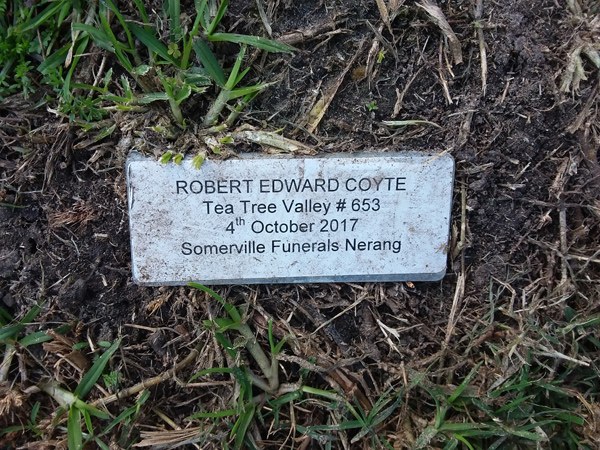 ROBERT EDWARD COYTE
Tea Tree Valley # 653
4th October 2017
Somerville Funerals Nerang